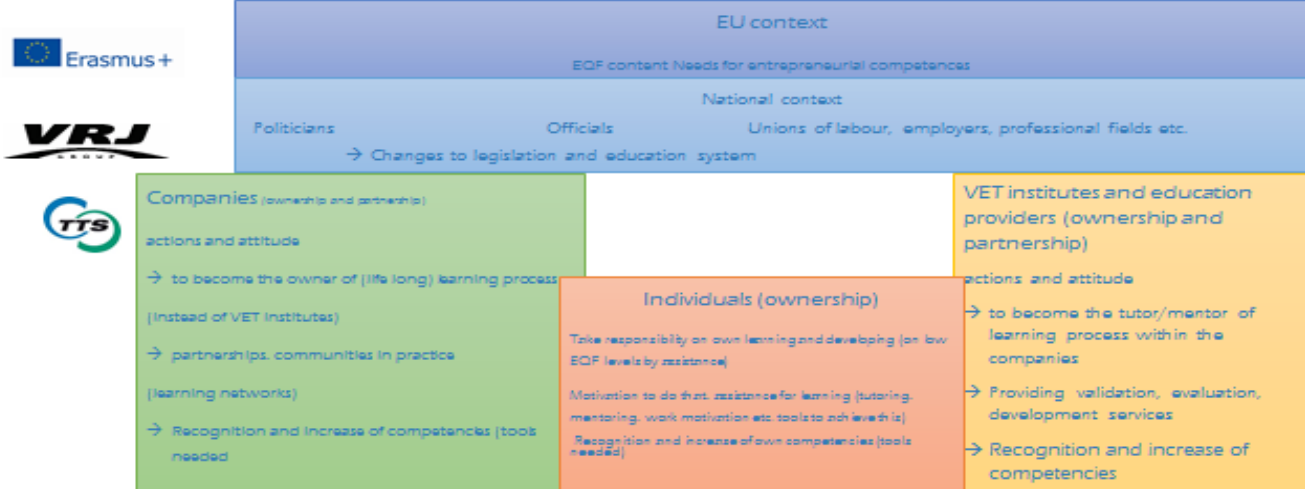 EU context
Erasmus+
EQF content Needs for entrepreneurial competences
National context
VRJ
GROUP
Politicians Officials Unions of labour, employers, professional fields etc.
→ Changes to legislation and education system
TTS
Companies (ownership and partnership)
actions and attitude
→ to become the owner of (life long) learning process
(instead of VET institutes)
→ partnerships. communities in practice
(learning networks)
→ Recognition and increase of competencies (tools
needed
Individuals (ownership)
Take responsibility on own learning and developing (on low
EQF levels by assistance)
Motivation to do that. assistance for learning (tutoring.
mentoring. work motivation etc. tools to achieve this)
Recognition and increase of own competencies (tools
needed)
VET institutes and education
providers (ownership and
partnership)
actions and attitude
→ to become the tutor/mentor of
learning process within the
companies
→ Providing validation, evaluation,
development services
→ Recognition and increase of
competencies